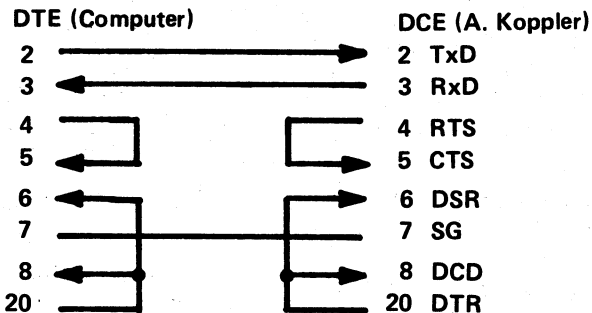 DTE (Computer) DCE (A. Koppler)
2 2 TxD
3 3 RxD
4 4 RTS
5 5 CTS
6 6 DSR
7 7 SG
8 8 DCD
20 20 DTR